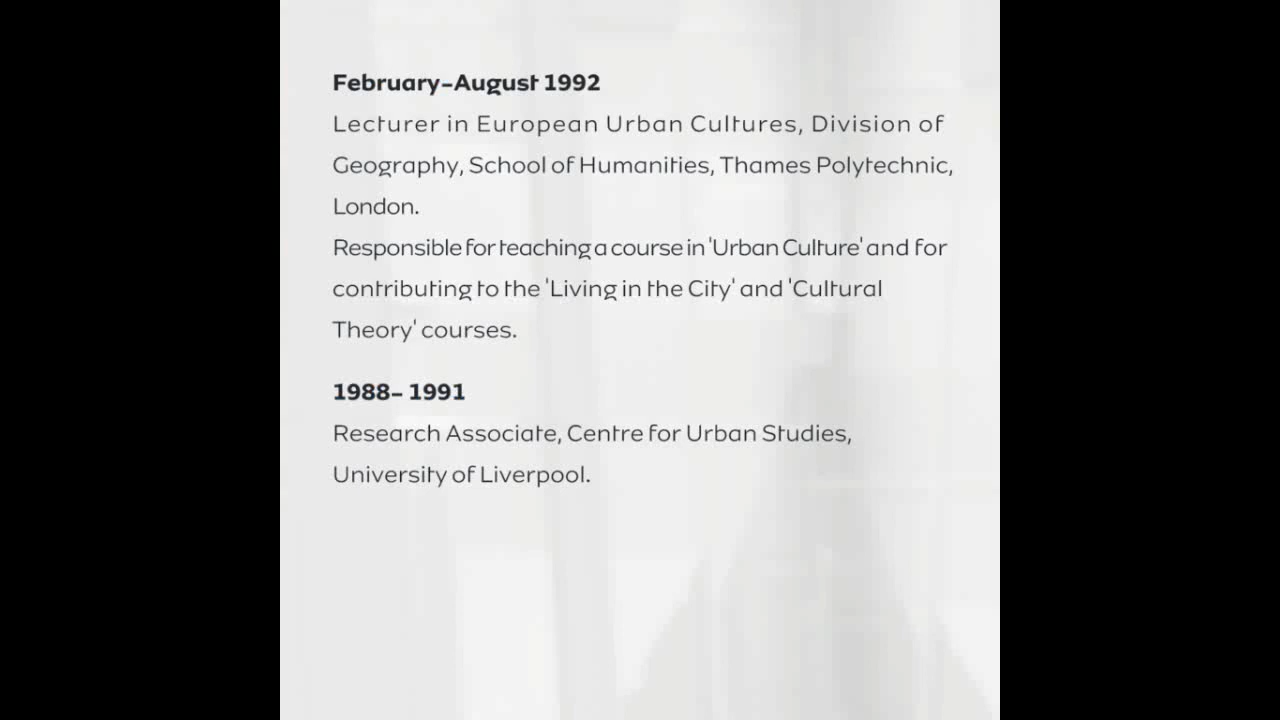 February–August 1992
Lecturer in European Urban Cultures, Division of
Geography, School of Humanities, Thames Polytechnic,
London.
Responsible for teaching a course in 'Urban Culture' and for
contributing to the 'Living in the City' and 'Cultural
Theory' courses.
1988– 1991
Research Associate, Centre for Urban Studies,
University of Liverpool.